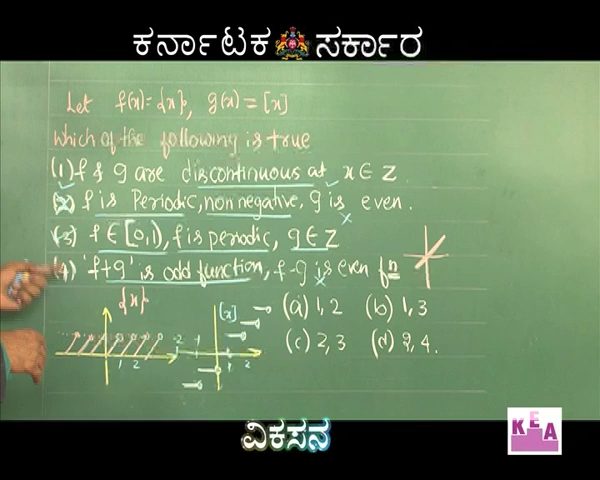 ಕರ್ನಾಟಕ ಸರ್ಕಾರ
Let f(x)= {x}, g(x) = [x]
Which of the following is true
(1) f & g are discontinuous at x ∈ Z
(2) f is Periodic, non negative, g is even.
(3) f ∈ [0,1), f is periodic, g ∈ Z
(4) 'f+g' is odd function, f-g is even fn
{x} [x]
(a) 1, 2 (b) 1, 3
(c) 2, 3 (d) 2, 4.
1 2 -2 -1 1 2
ವಿಕಸನ
KEA